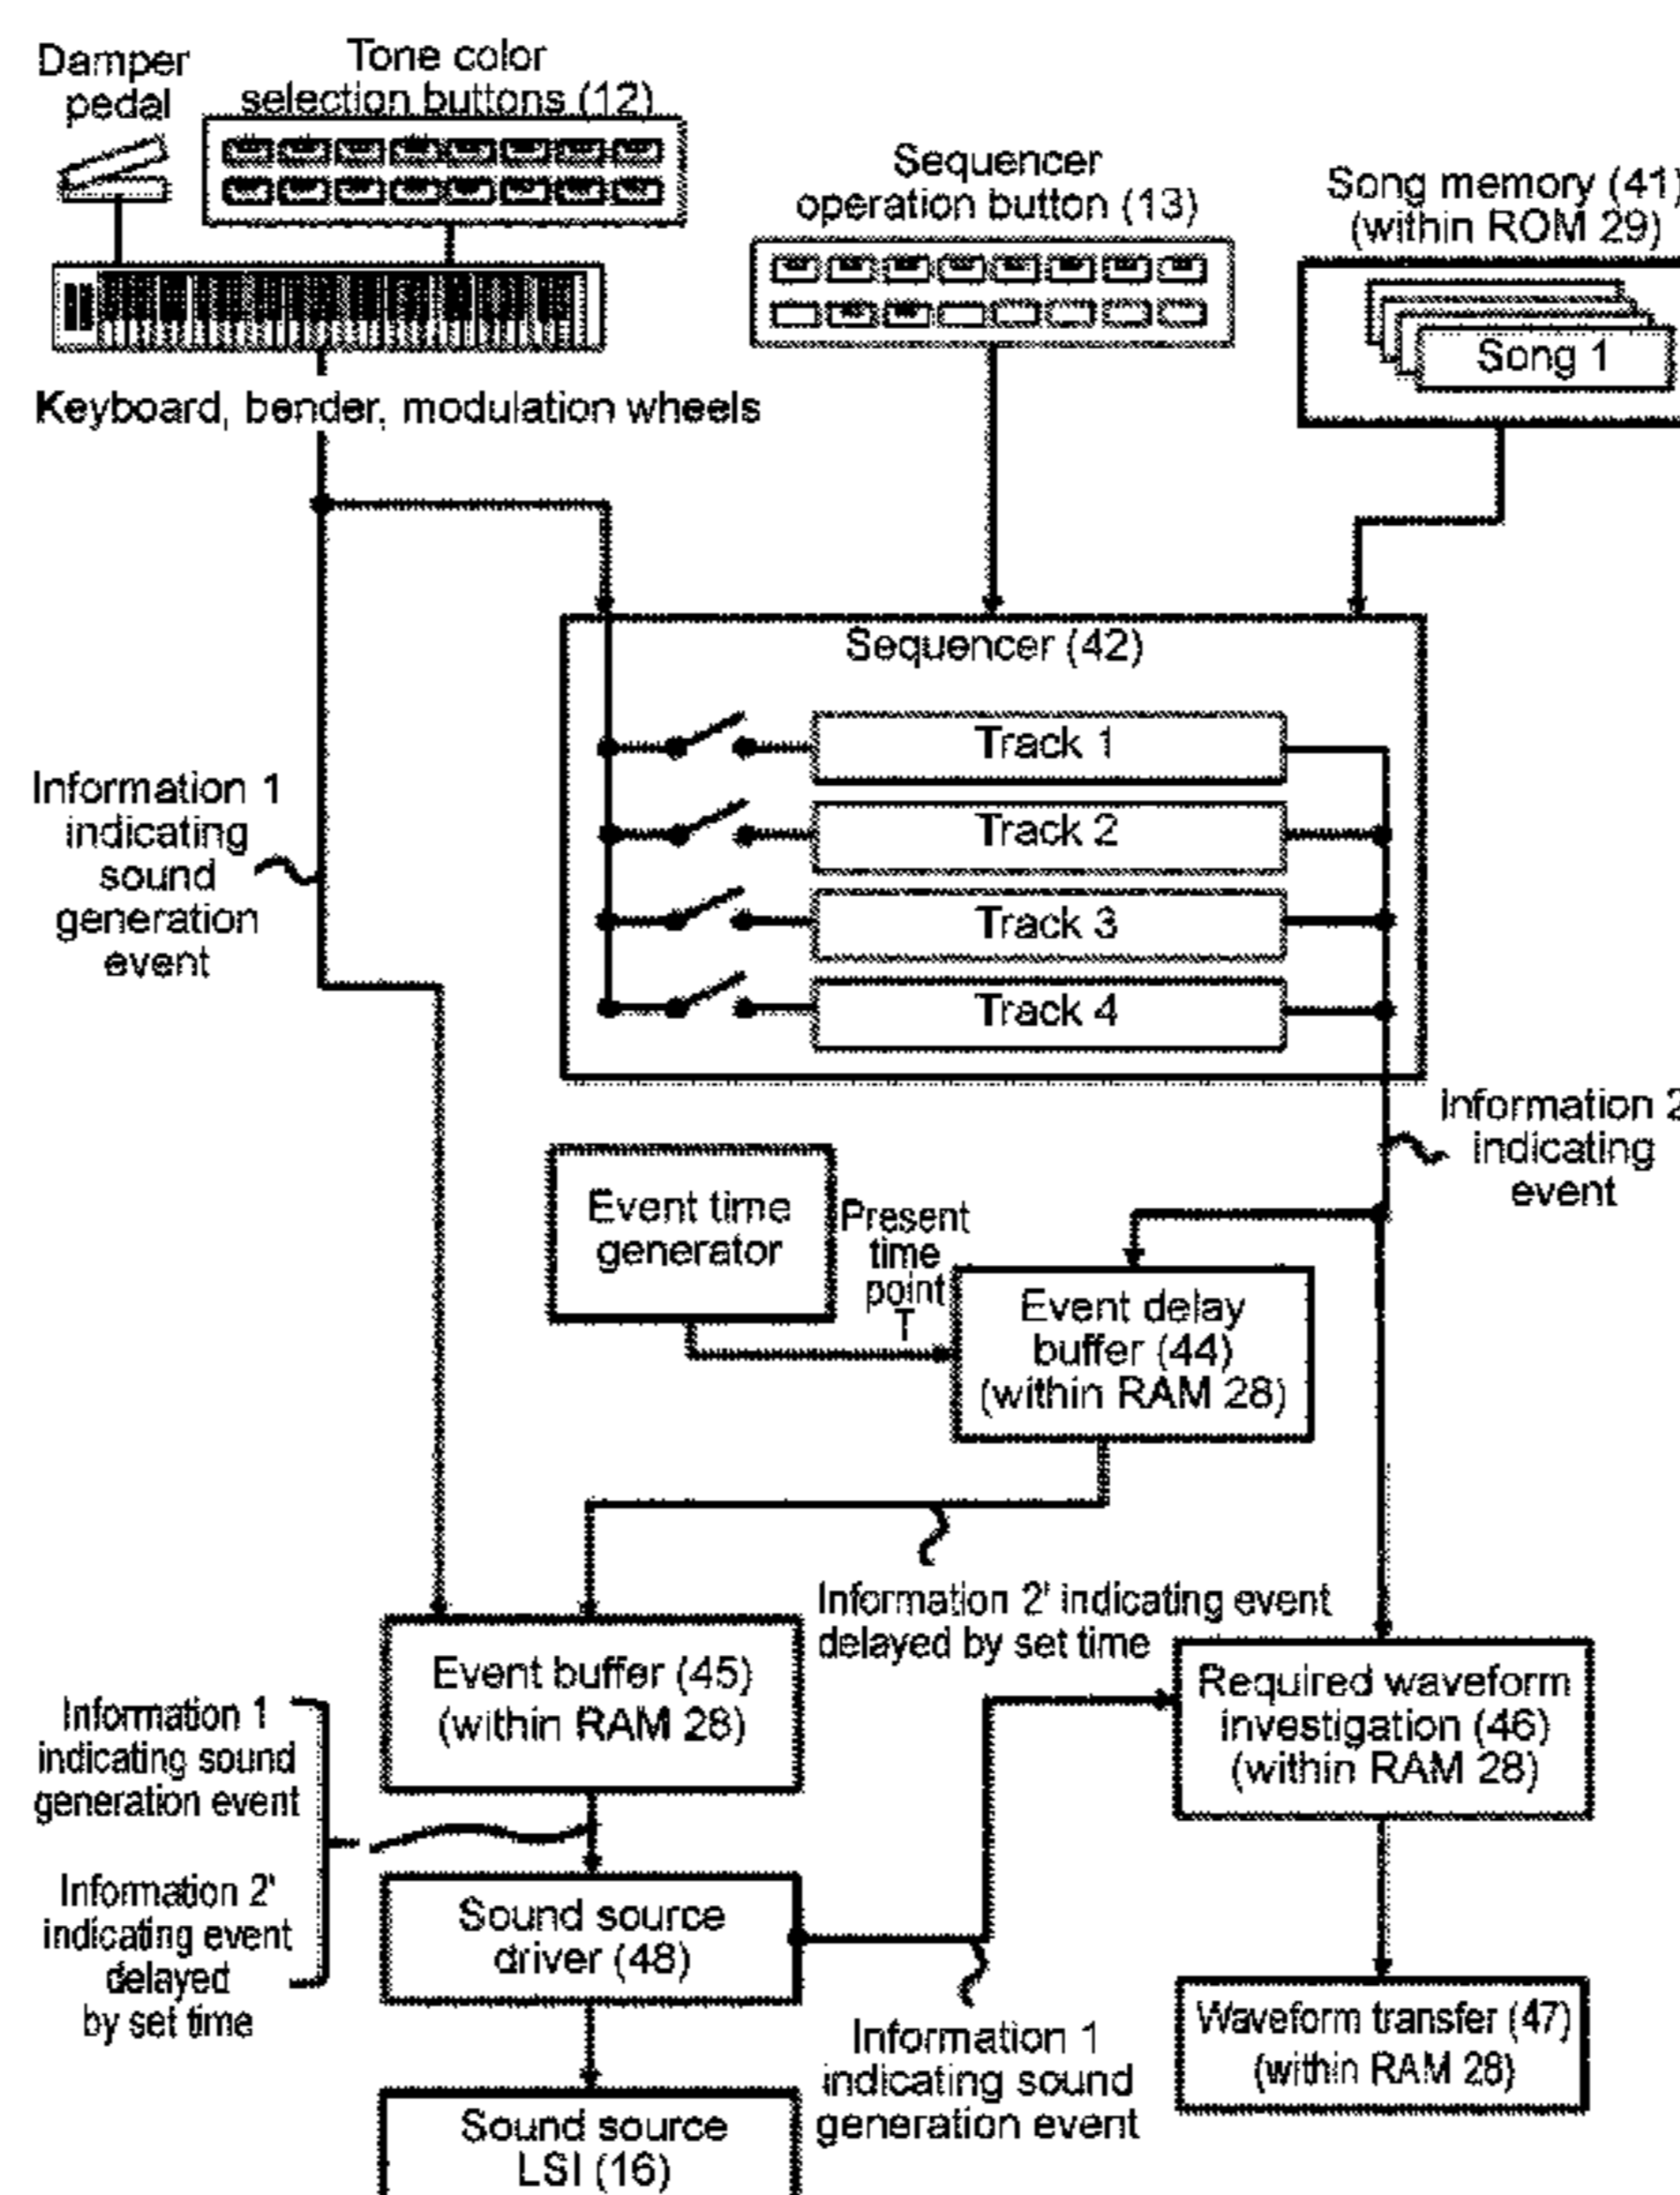 Damper
pedal
Tone color
selection buttons (12)
Sequencer
operation button (13)
Song memory (41)
(within ROM 29)
Song 1
Keyboard, bender, modulation wheels
Sequencer (42)
Track 1
Track 2
Track 3
Track 4
Information 1
indicating
sound
generation
event
Information 2
indicating
event
Event time
generator
Present
time
point
T
Event delay
buffer (44)
(within RAM 28)
Information 2' indicating event
delayed by set time
Event buffer (45)
(within RAM 28)
Required waveform
investigation (46)
(within RAM 28)
Information 1
indicating sound
generation event
Information 2'
indicating event
delayed
by set time
Sound source
driver (48)
Information 1
indicating sound
generation event
Waveform transfer (47)
(within RAM 28)
Sound source
LSI (16)